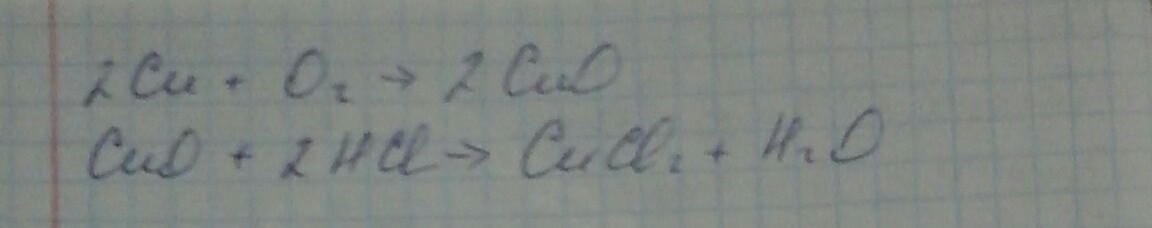 2Cu + O₂ → 2CuO
CuO + 2HCl → CuCl₂ + H₂O